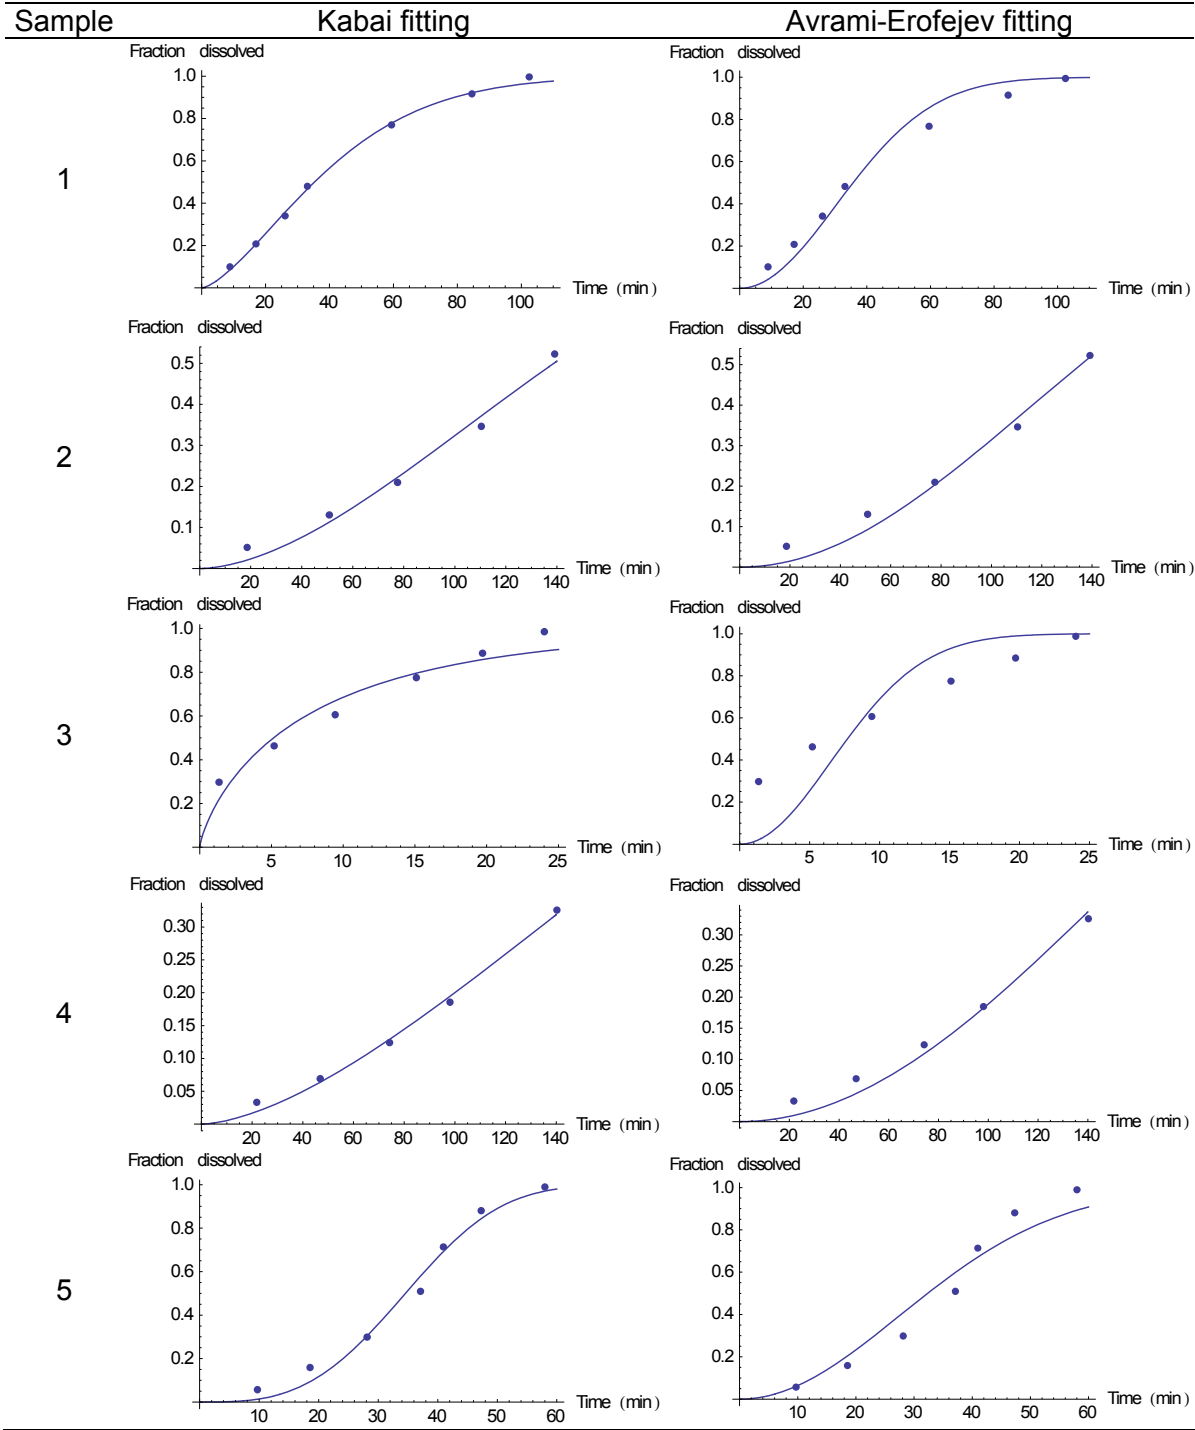 Sample Kabai fitting Avrami-Erofejev fitting
Fraction dissolved Fraction dissolved
1.0 1.0
0.8 0.8
0.6 0.6
1
0.4 0.4
0.2 0.2
Time (min) Time (min)
20 40 60 80 100 20 40 60 80 100
Fraction dissolved Fraction dissolved
0.5 0.5
0.4 0.4
2
0.3 0.3
0.2 0.2
0.1 0.1
Time (min) Time (min)
20 40 60 80 100 120 140 20 40 60 80 100 120 140
Fraction dissolved Fraction dissolved
1.0 1.0
0.8 0.8
3
0.6 0.6
0.4 0.4
0.2 0.2
Time (min) Time (min)
5 10 15 20 25 5 10 15 20 25
Fraction dissolved Fraction dissolved
0.30 0.30
0.25 0.25
0.20 0.20
4
0.15 0.15
0.10 0.10
0.05 0.05
Time (min) Time (min)
20 40 60 80 100 120 140 20 40 60 80 100 120 140
Fraction dissolved Fraction dissolved
1.0 1.0
0.8 0.8
0.6 0.6
5
0.4 0.4
0.2 0.2
Time (min) Time (min)
10 20 30 40 50 60 10 20 30 40 50 60